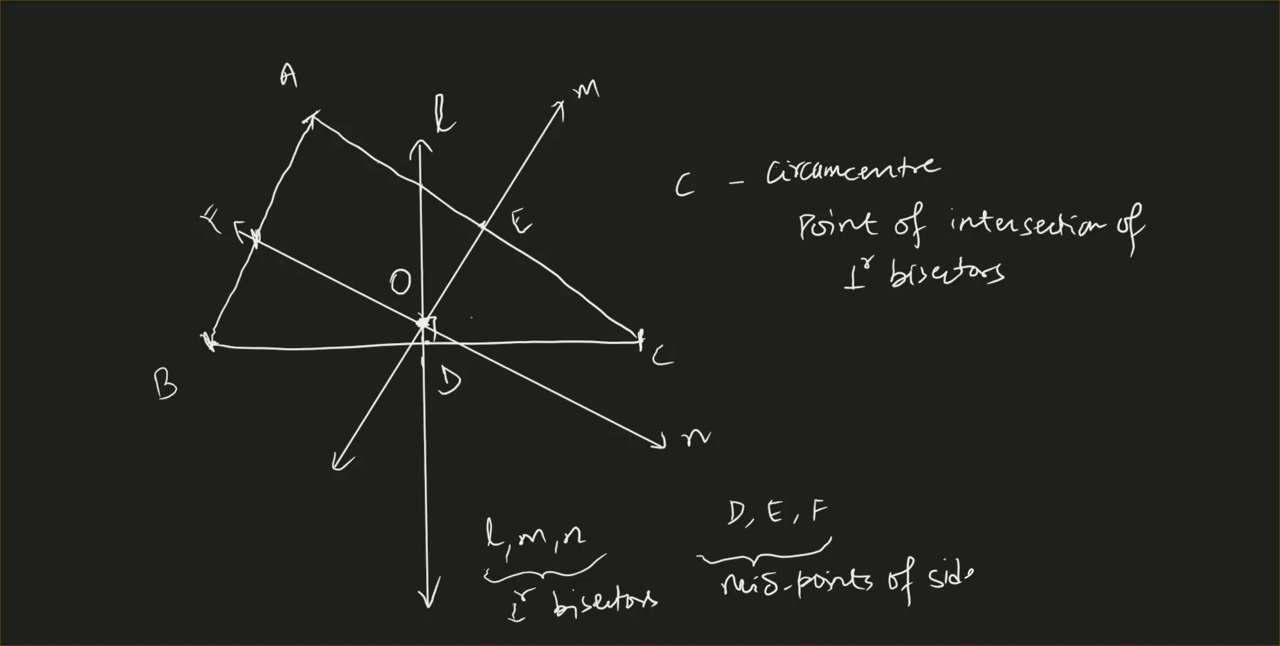 A
l
m
F
E
C - Circumcentre
Point of intersection of
⊥r bisectors
O
B
D
C
n
l, m, n
⊥r bisectors
D, E, F
mid-points of side